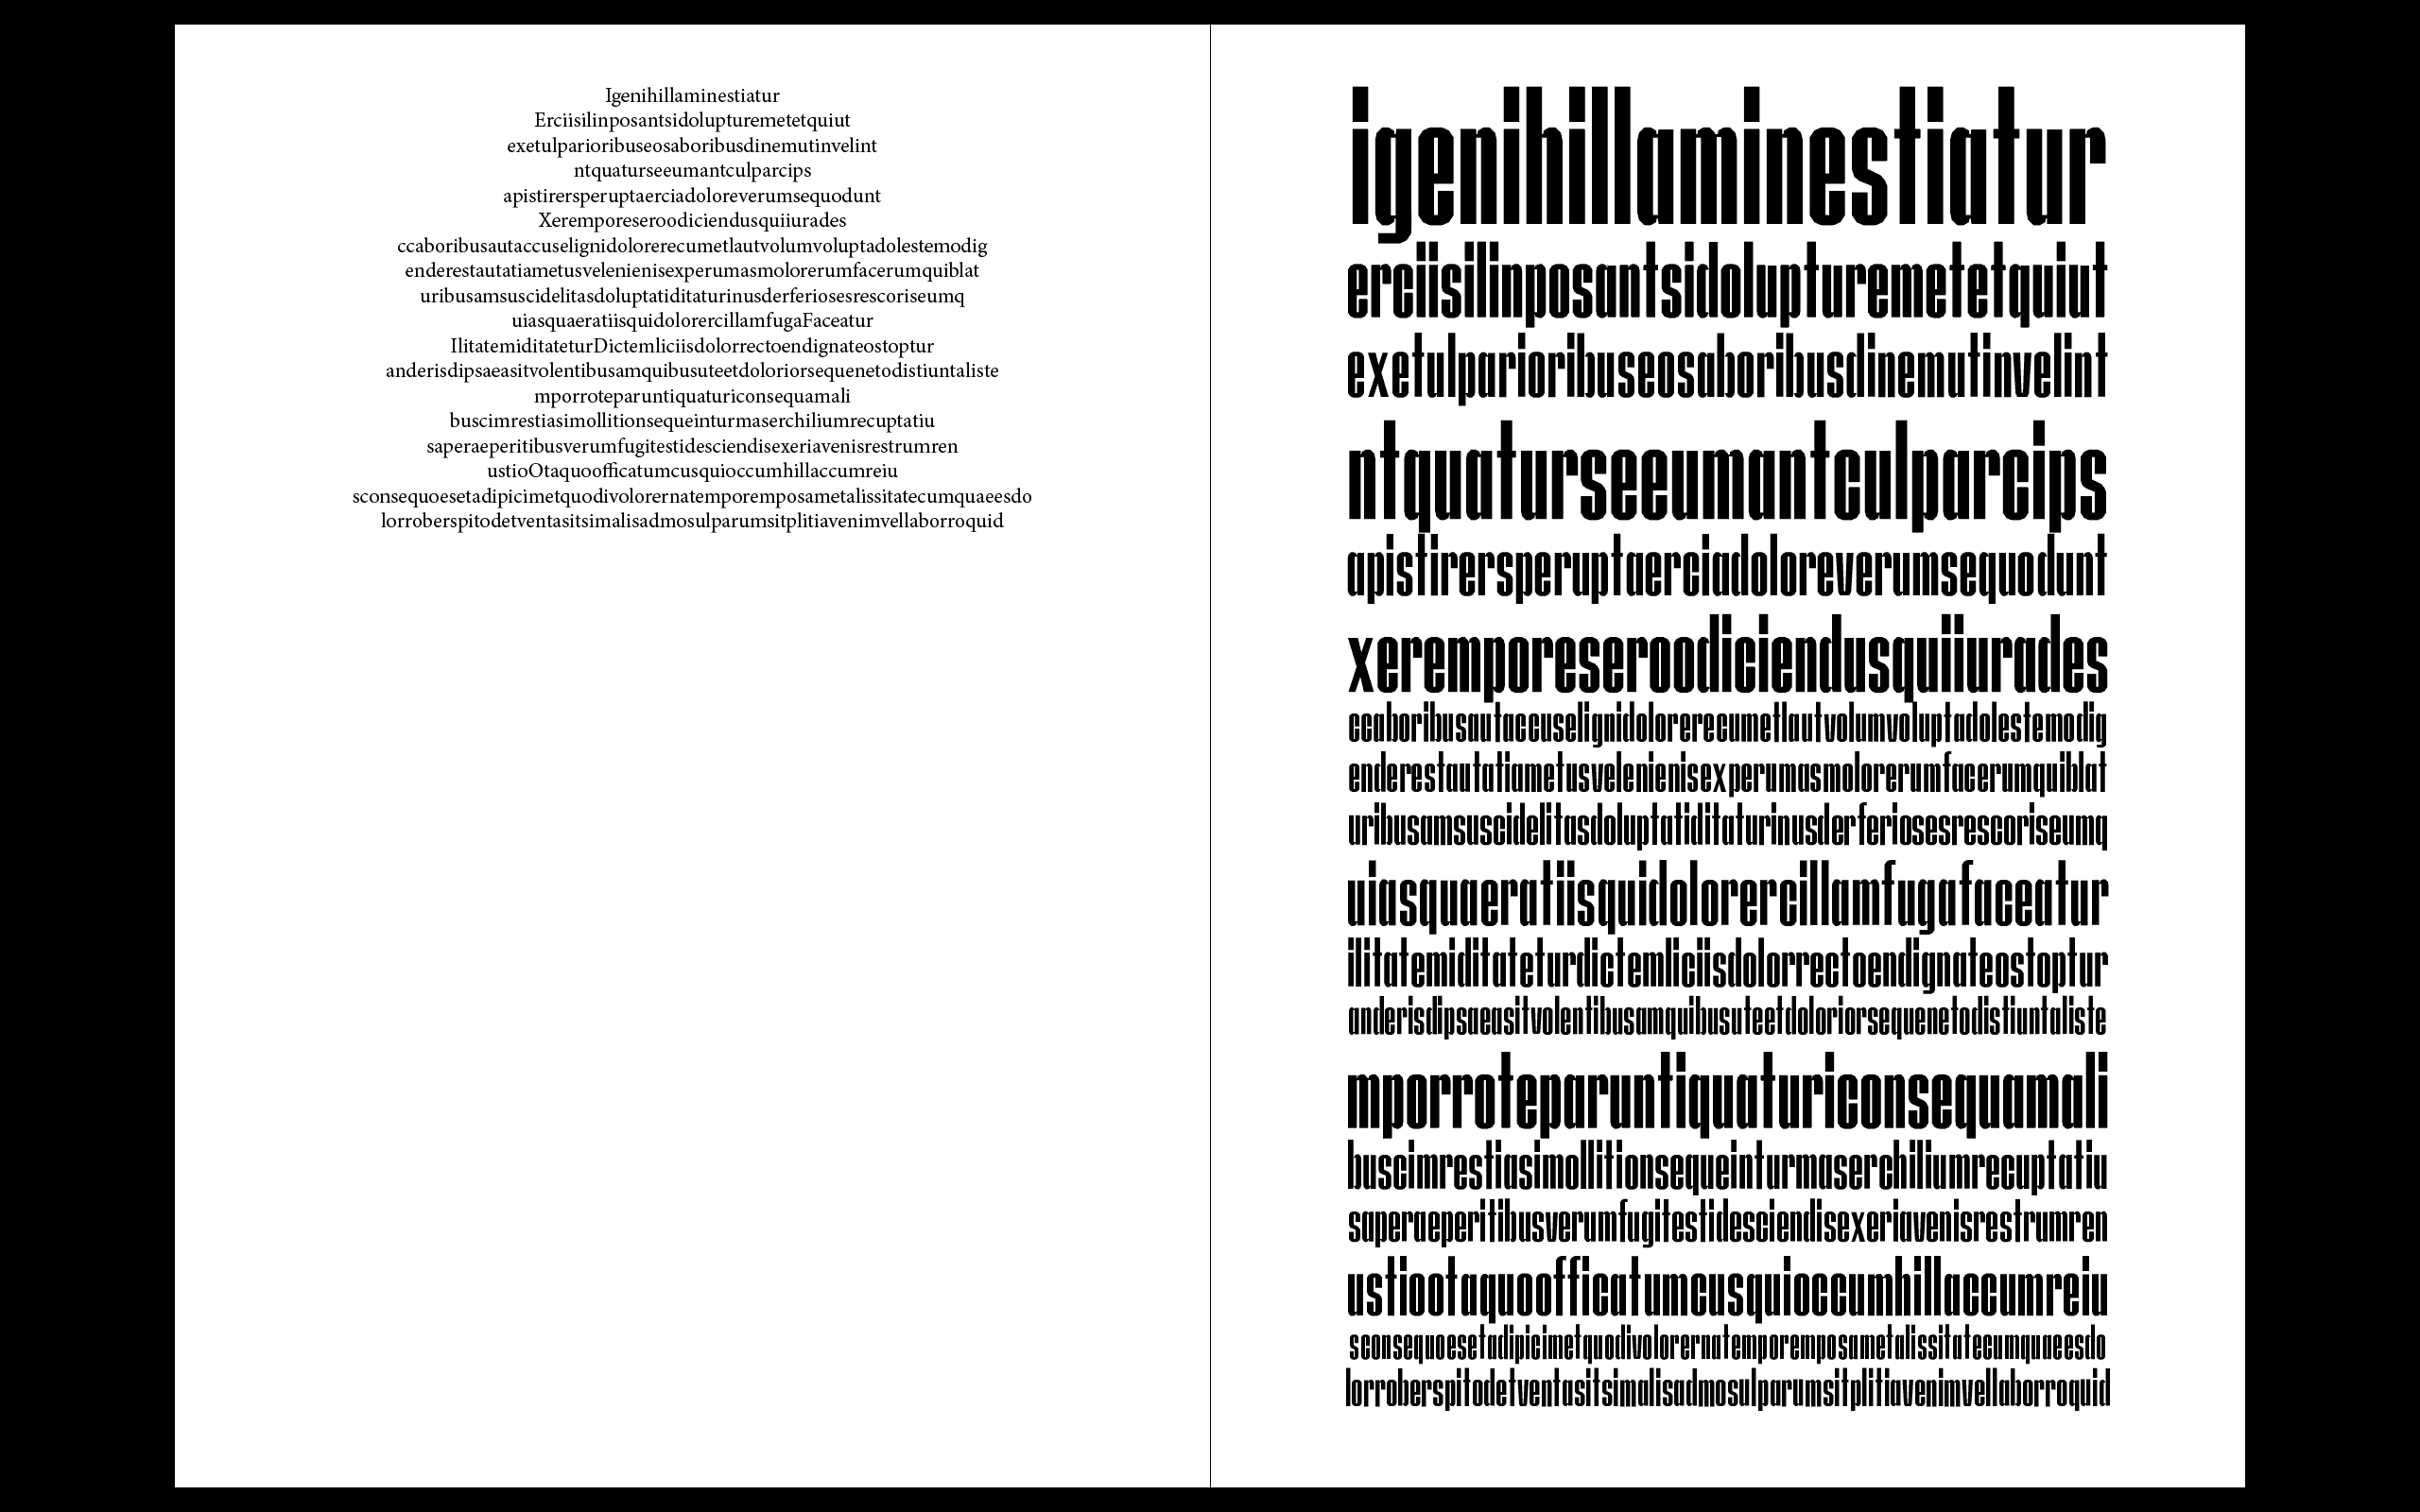 Igenihillaminestiatur
Erciisilinposantsidolupturemetetquiut
exetulparioribuseosaboribusdinemutinvelint
ntquaturseeumantculparcips
apistirersperuptaerciadoloreverumsequodunt
Xeremporeseroodiciendusquiiurades
ccaboribusautaccuselignidolorerecumetlautvolumvoluptadolestemodig
enderestautatiametusvelenienisexperumasmolorerumfacerumquiblat
uribusamsuscidelitasdoluptatiditaturinusderferiosesrescoriseumq
uiasquaeratiisquidolorercillamfugaFaceatur
IlitatemiditateturDictemliciisdolorrectoendignateostoptur
anderisdipsaeasitvolentibusamquibusuteetdoloriorsequenetodistiuntaliste
mporroteparuntiquaturiconsequamali
buscimrestiasimollitionsequeinturmaserchiliumrecuptatiu
saperaeperitibusverumfugitestidesciendisexeriavenisrestrumren
ustioOtaquoofficatumcusquioccumhillaccumreiu
sconsequoesetadipicimetquodivolorernatemporemposametalissitatecumquaeesdo
lorroberspitodetventasitsimalisadmosulparumsitplitiavenimvellaborroquid
igenihillaminestiatur
erciisilinposantsidolupturemetetquiut
exetulparioribuseosaboribusdinemutinvelint
ntquaturseeumantculparcips
apistirersperuptaerciadoloreverumsequodunt
xeremporeseroodiciendusquiiurades
ccaboribusautaccuselignidolorerecumetlautvolumvoluptadolestemodig
enderestautatiametusvelenienisexperumasmolorerumfacerumquiblat
uribusamsuscidelitasdoluptatiditaturinusderferiosesrescoriseumq
uiasquaeratiisquidolorercillamfugafaceatur
ilitatemiditateturdictemliciisdolorrectoendignateostoptur
anderisdipsaeasitvolentibusamquibusuteetdoloriorsequenetodistiuntaliste
mporroteparuntiquaturiconsequamali
buscimrestiasimollitionsequeinturmaserchiliumrecuptatiu
saperaeperitibusverumfugitestidesciendisexeriavenisrestrumren
ustiootaquoofficatumcusquioccumhillaccumreiu
sconsequoesetadipicimetquodivolorernatemporemposametalissitatecumquaeesdo
lorroberspitodetventasitsimalisadmosulparumsitplitiavenimvellaborroquid